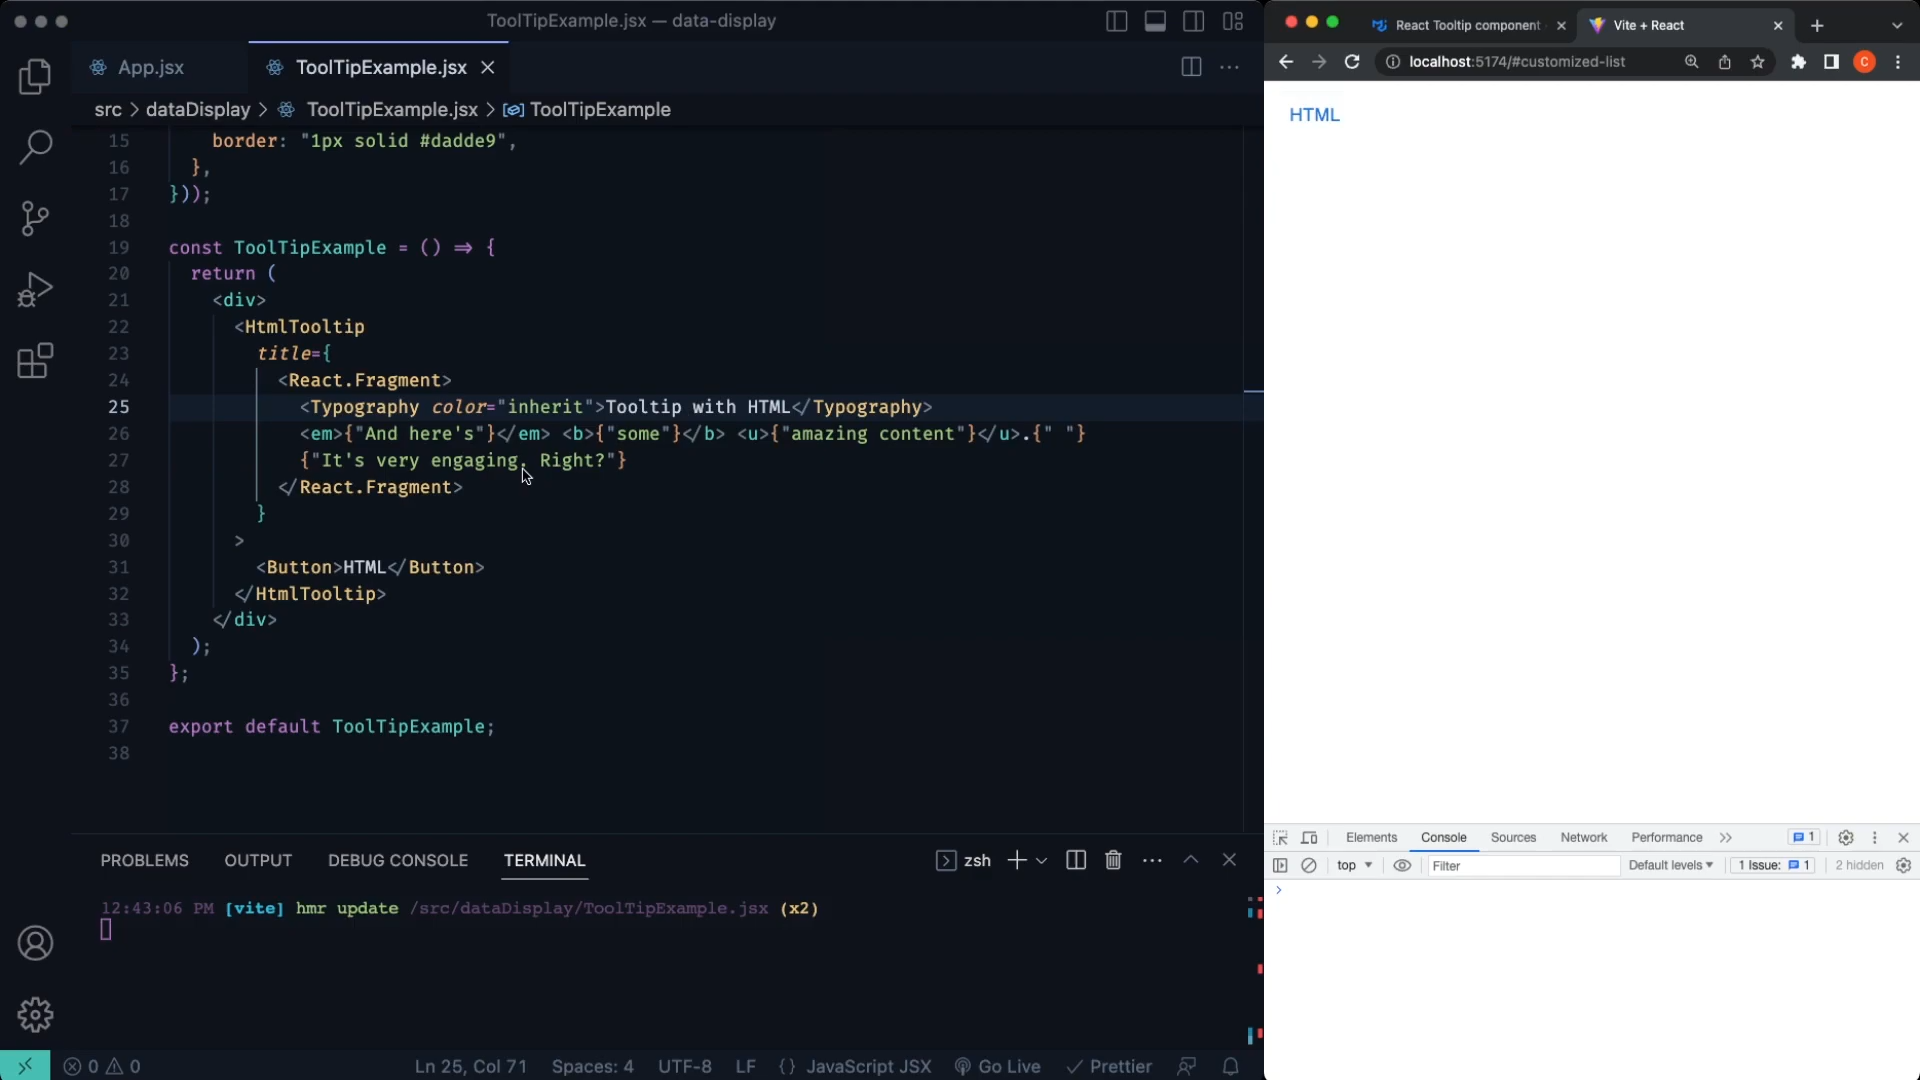 ToolTipExample.jsx — data-display
App.jsx
ToolTipExample.jsx
src > dataDisplay > ToolTipExample.jsx > ToolTipExample
15 border: "1px solid #dadde9",
16 },
17 }));
18
19 const ToolTipExample = () => {
20 return (
21 <div>
22 <HtmlTooltip
23 title={
24 <React.Fragment>
25 <Typography color="inherit">Tooltip with HTML</Typography>
26 <em>{"And here's"}</em> <b>{"some"}</b> <u>{"amazing content"}</u>.{" "}
27 {"It's very engaging. Right?"}
28 </React.Fragment>
29 }
30 >
31 <Button>HTML</Button>
32 </HtmlTooltip>
33 </div>
34 );
35 };
36
37 export default ToolTipExample;
38
PROBLEMS OUTPUT DEBUG CONSOLE TERMINAL
zsh
12:43:06 PM [vite] hmr update /src/dataDisplay/ToolTipExample.jsx (x2)
0 0 Ln 25, Col 71 Spaces: 4 UTF-8 LF {} JavaScript JSX Go Live Prettier
React Tooltip component
Vite + React
localhost:5174/#customized-list
C
HTML
Elements Console Sources Network Performance 1
top Filter Default levels 1 Issue: 1 2 hidden